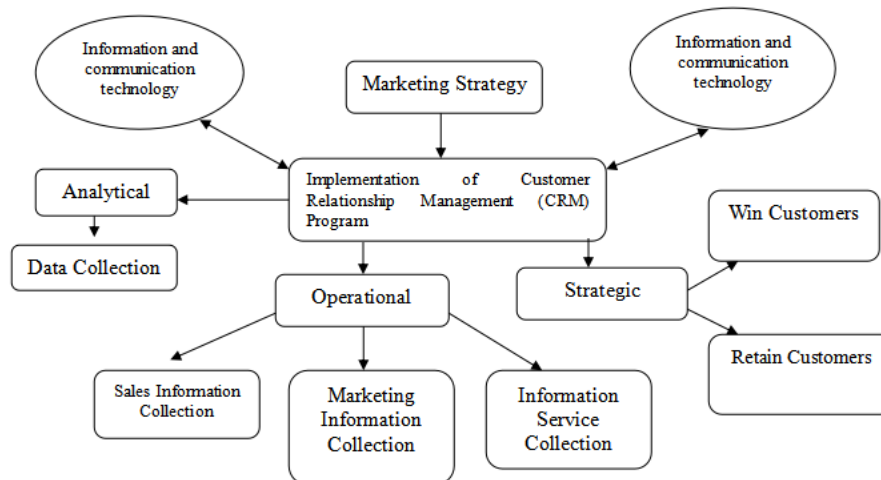 Information and
communication
technology
Information and
communication
technology
Marketing Strategy
Implementation of Customer
Relationship Management (CRM)
Program
Analytical
Win Customers
Data Collection
Operational
Strategic
Retain Customers
Sales Information
Collection
Marketing
Information
Collection
Information
Service
Collection